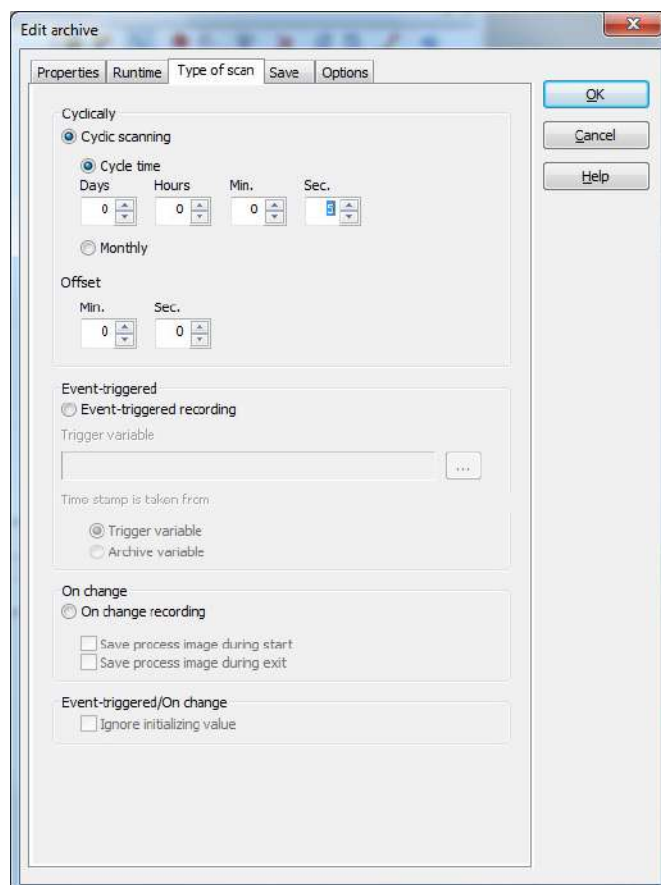 Edit archive
Properties Runtime Type of scan Save Options
OK
Cancel
Help
Cyclically
Cyclic scanning
Cycle time
Days Hours Min. Sec.
0 0 0 5
Monthly
Offset
Min. Sec.
0 0
Event-triggered
Event-triggered recording
Trigger variable
...
Time stamp is taken from
Trigger variable
Archive variable
On change
On change recording
Save process image during start
Save process image during exit
Event-triggered/On change
Ignore initializing value